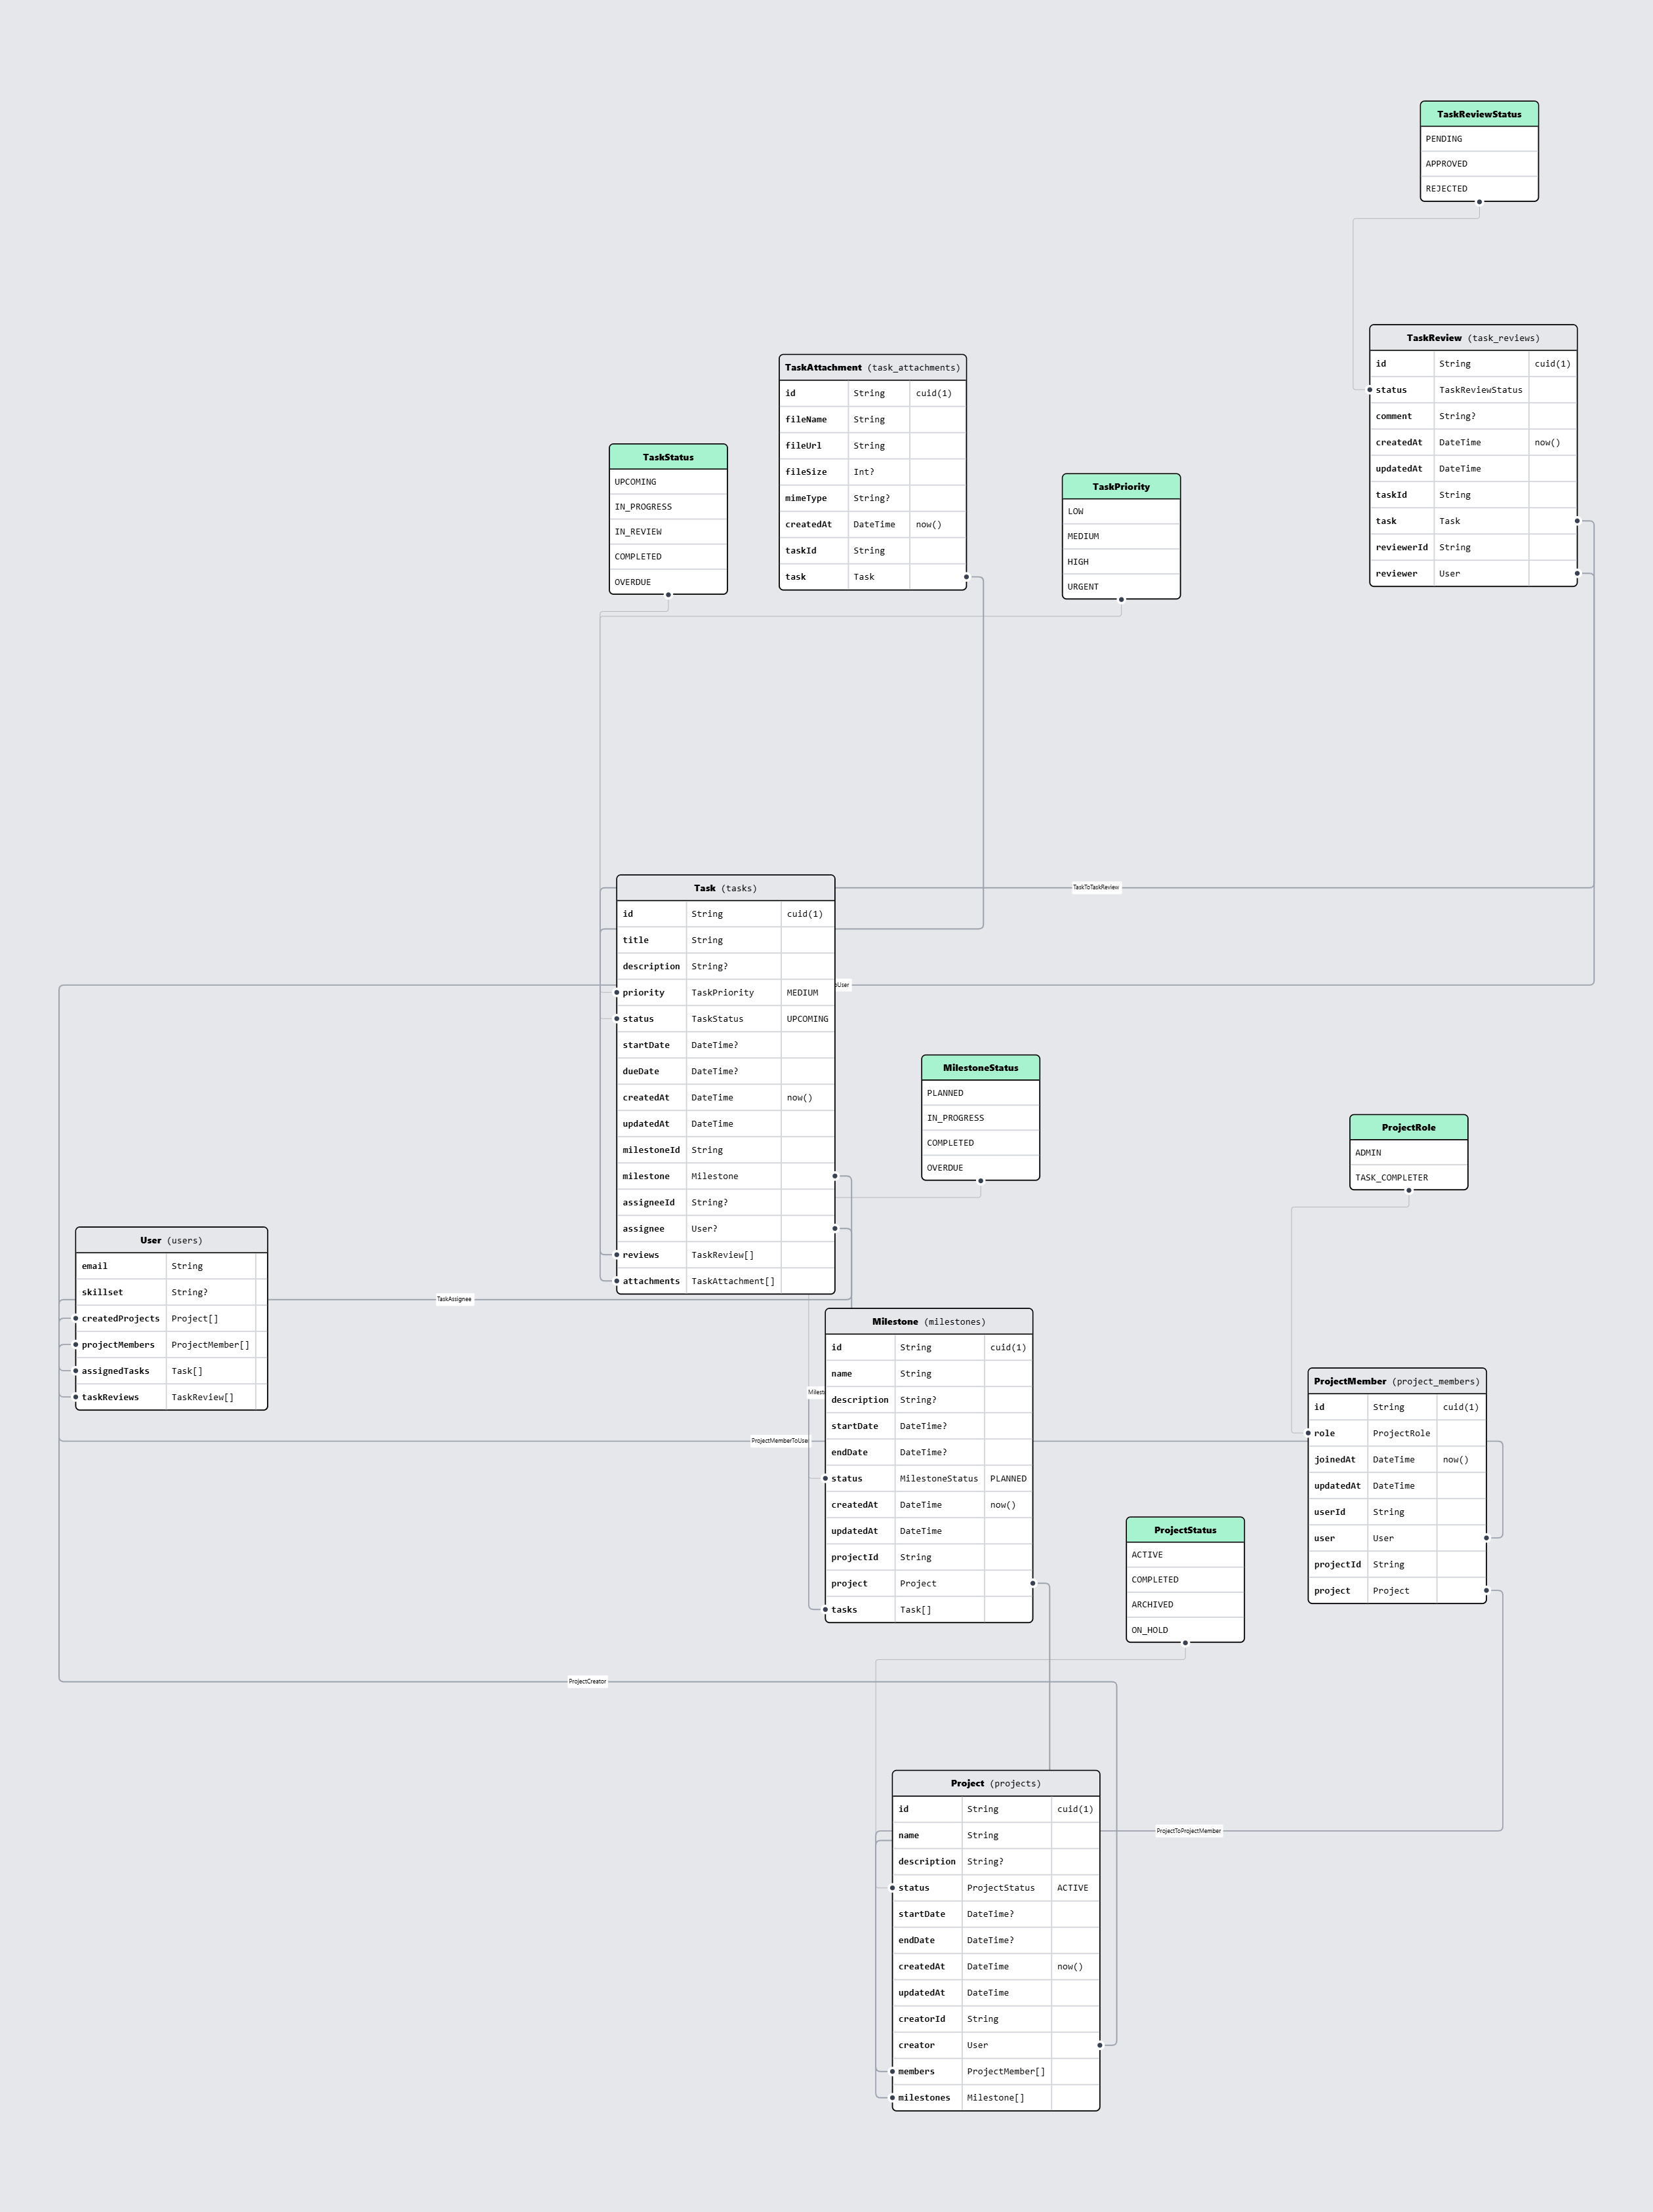 TaskReviewStatus
PENDING
APPROVED
REJECTED
TaskReview (task_reviews)
id String cuid(1)
status TaskReviewStatus
comment String?
createdAt DateTime now()
updatedAt DateTime
taskId String
task Task
reviewerId String
reviewer User
TaskAttachment (task_attachments)
id String cuid(1)
fileName String
fileUrl String
fileSize Int?
mimeType String?
createdAt DateTime now()
taskId String
task Task
TaskStatus
UPCOMING
IN_PROGRESS
IN_REVIEW
COMPLETED
OVERDUE
TaskPriority
LOW
MEDIUM
HIGH
URGENT
Task (tasks)
id String cuid(1)
title String
description String?
priority TaskPriority MEDIUM
status TaskStatus UPCOMING
startDate DateTime?
dueDate DateTime?
createdAt DateTime now()
updatedAt DateTime
milestoneId String
milestone Milestone
assigneeId String?
assignee User?
reviews TaskReview[]
attachments TaskAttachment[]
TaskToTaskReview
oUser
MilestoneStatus
PLANNED
IN_PROGRESS
COMPLETED
OVERDUE
ProjectRole
ADMIN
TASK_COMPLETER
User (users)
email String
skillset String?
createdProjects Project[]
projectMembers ProjectMember[]
assignedTasks Task[]
taskReviews TaskReview[]
TaskAssignee
Milestone (milestones)
id String cuid(1)
name String
description String?
startDate DateTime?
endDate DateTime?
status MilestoneStatus PLANNED
createdAt DateTime now()
updatedAt DateTime
projectId String
project Project
tasks Task[]
Milest
ProjectMemberToUser
ProjectMember (project_members)
id String cuid(1)
role ProjectRole
joinedAt DateTime now()
updatedAt DateTime
userId String
user User
projectId String
project Project
ProjectStatus
ACTIVE
COMPLETED
ARCHIVED
ON_HOLD
ProjectCreator
Project (projects)
id String cuid(1)
name String
description String?
status ProjectStatus ACTIVE
startDate DateTime?
endDate DateTime?
createdAt DateTime now()
updatedAt DateTime
creatorId String
creator User
members ProjectMember[]
milestones Milestone[]
ProjectToProjectMember